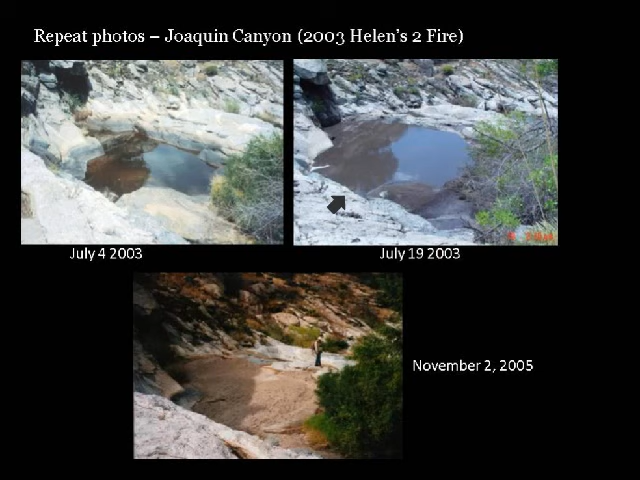 Repeat photos – Joaquin Canyon (2003 Helen's 2 Fire)
July 4 2003
July 19 2003
November 2, 2005